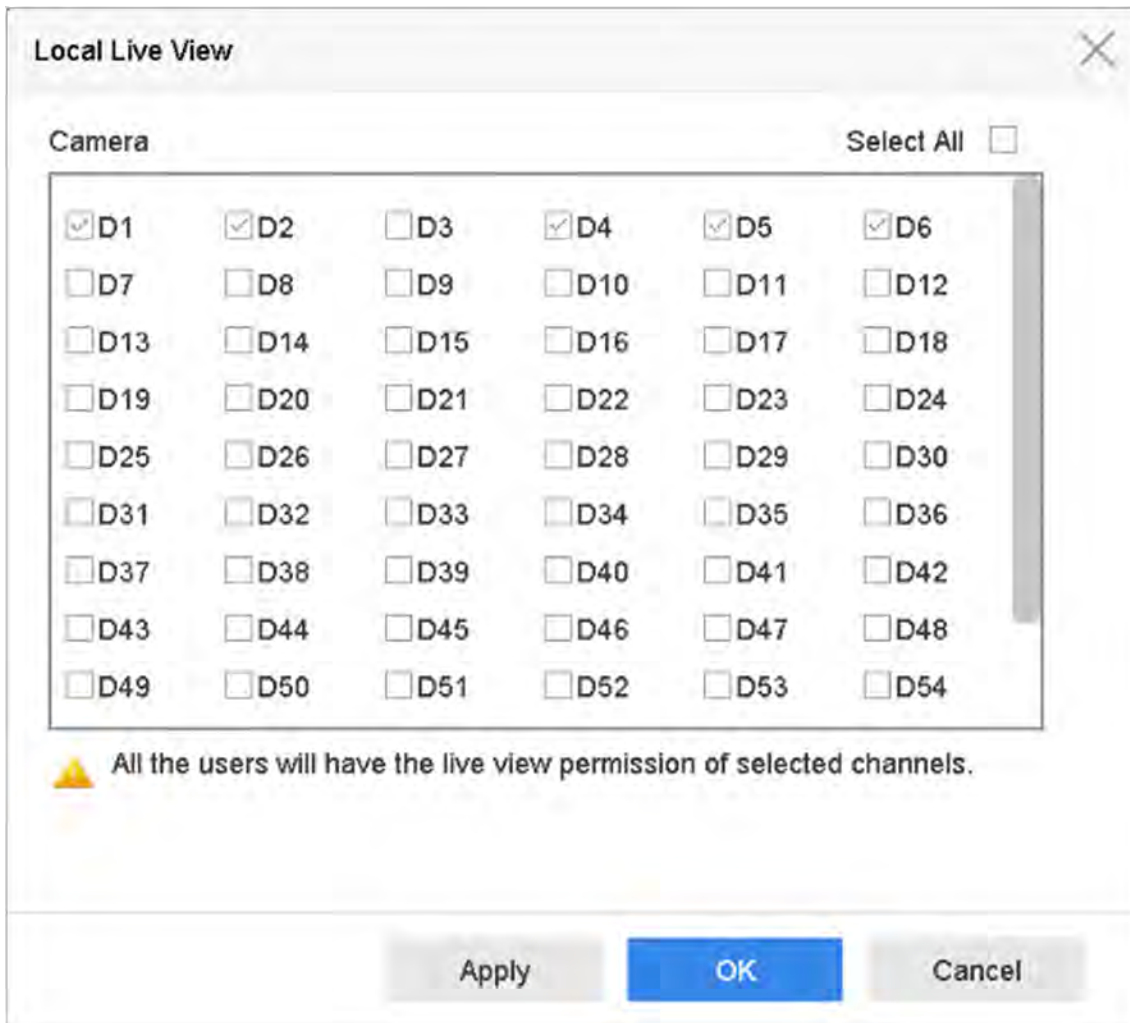 Local Live View
Camera Select All
D1 D2 D3 D4 D5 D6
D7 D8 D9 D10 D11 D12
D13 D14 D15 D16 D17 D18
D19 D20 D21 D22 D23 D24
D25 D26 D27 D28 D29 D30
D31 D32 D33 D34 D35 D36
D37 D38 D39 D40 D41 D42
D43 D44 D45 D46 D47 D48
D49 D50 D51 D52 D53 D54
All the users will have the live view permission of selected channels.
Apply OK Cancel